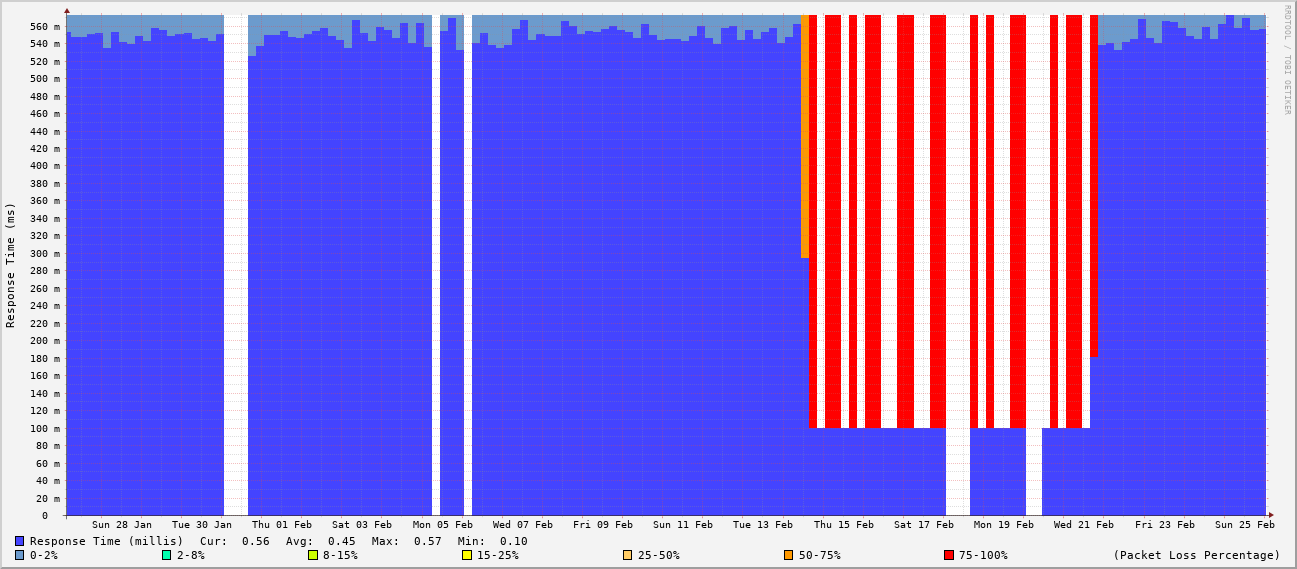 RRDTOOL / TOBI OETIKER
Response Time (ms)
560 m
540 m
520 m
500 m
480 m
460 m
440 m
420 m
400 m
380 m
360 m
340 m
320 m
300 m
280 m
260 m
240 m
220 m
200 m
180 m
160 m
140 m
120 m
100 m
80 m
60 m
40 m
20 m
0
Sun 28 Jan Tue 30 Jan Thu 01 Feb Sat 03 Feb Mon 05 Feb Wed 07 Feb Fri 09 Feb Sun 11 Feb Tue 13 Feb Thu 15 Feb Sat 17 Feb Mon 19 Feb Wed 21 Feb Fri 23 Feb Sun 25 Feb
Response Time (millis) Cur: 0.56 Avg: 0.45 Max: 0.57 Min: 0.10
0-2% 2-8% 8-15% 15-25% 25-50% 50-75% 75-100% (Packet Loss Percentage)